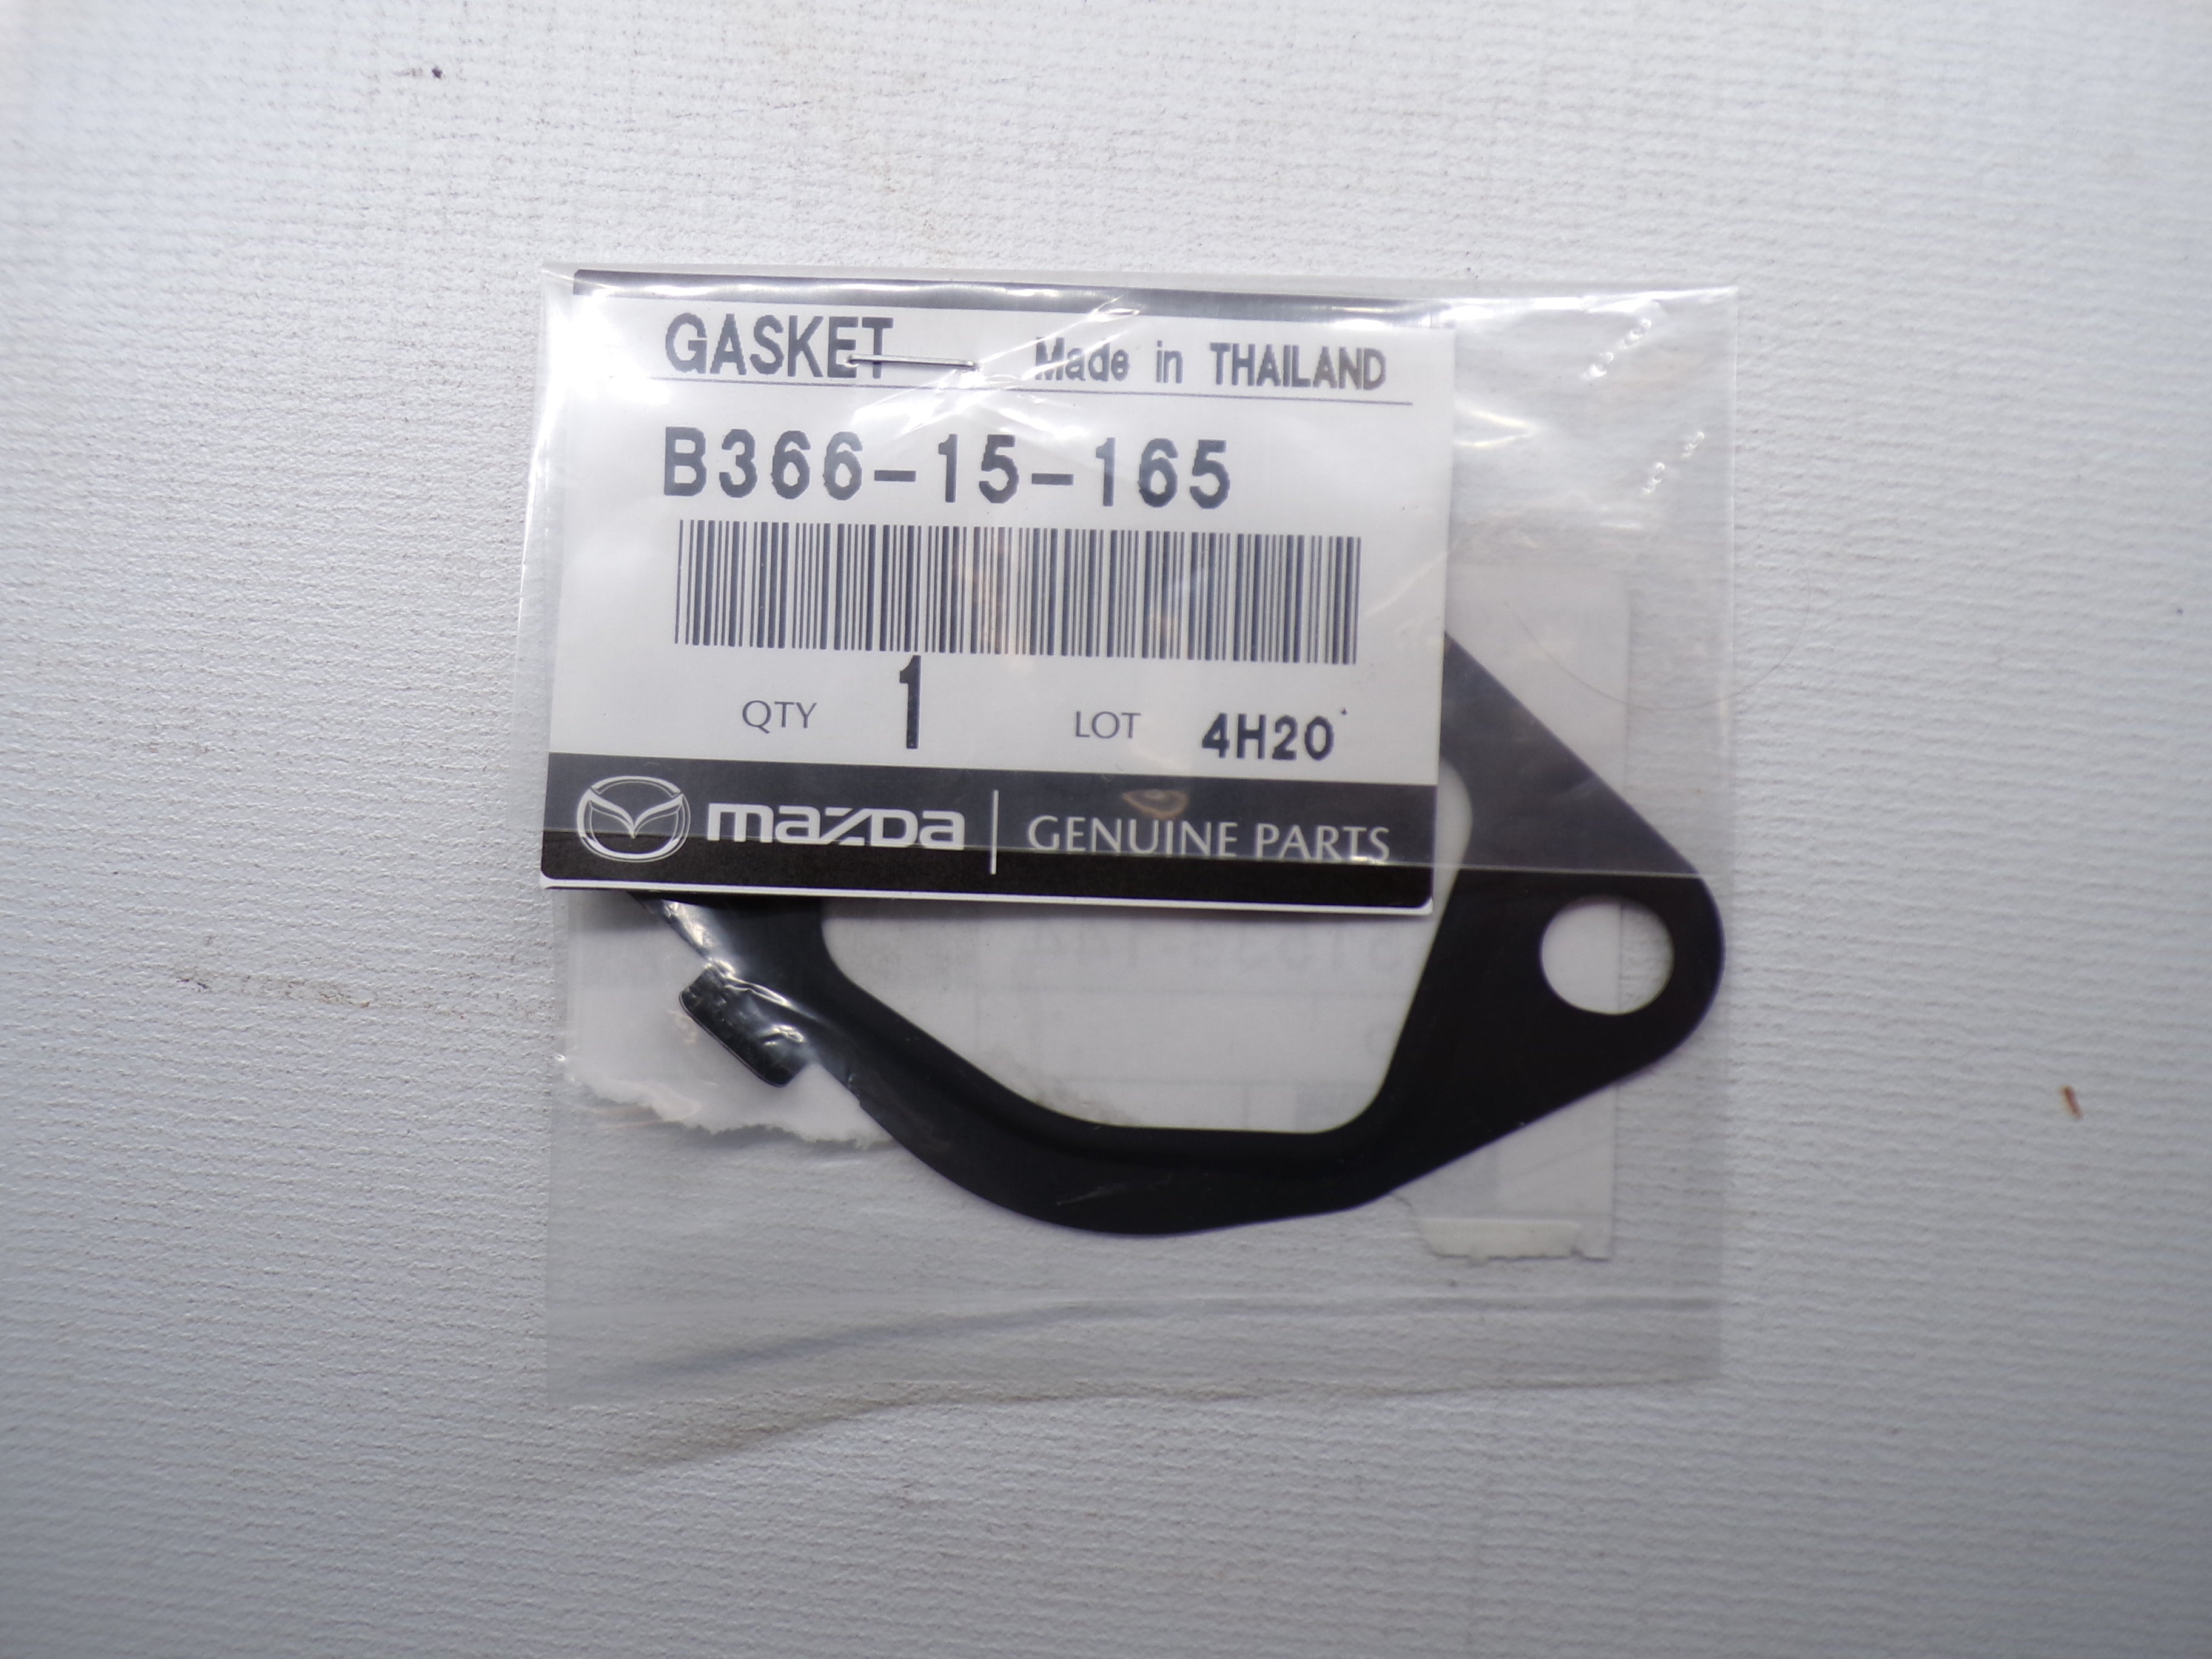 GASKET Made in THAILAND
B366-15-165
QTY 1 LOT 4H20
mazda GENUINE PARTS